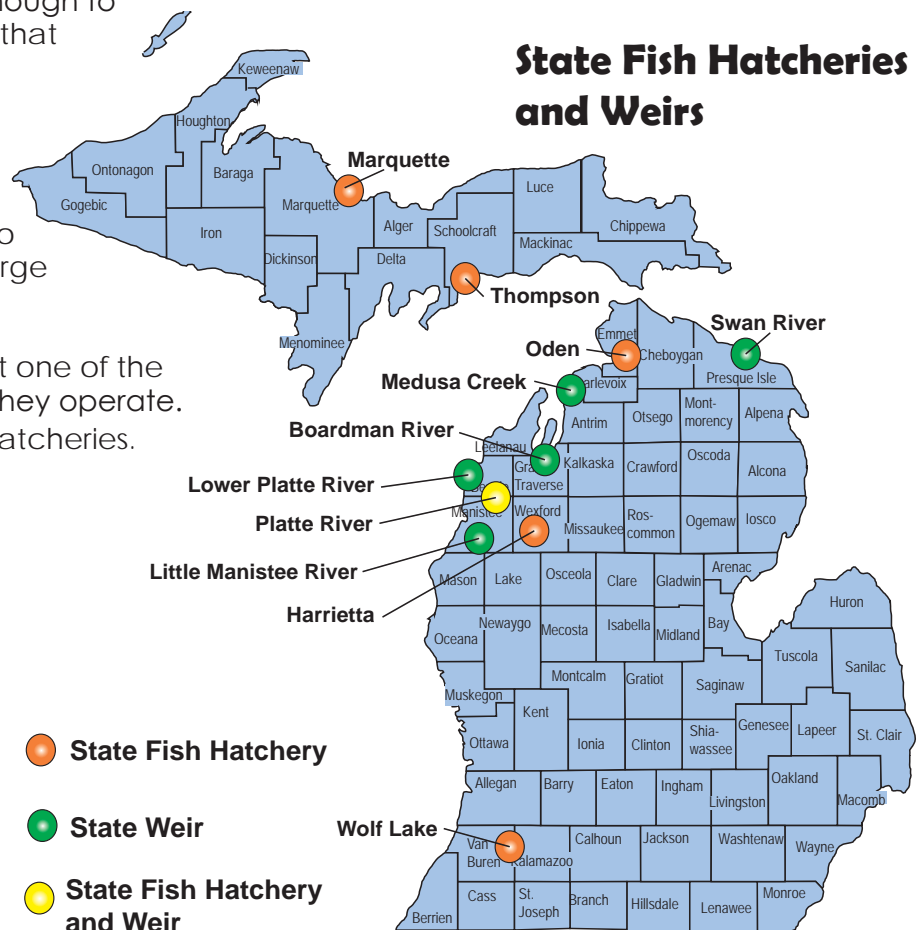 ough to
that
o
rge
t one of the
hey operate.
atcheries.
State Fish Hatcheries
and Weirs
Keweenaw
Houghton
Ontonagon
Baraga
Gogebic
Marquette
Marquette
Iron
Dickinson
Alger
Schoolcraft
Luce
Chippewa
Mackinac
Delta
Menominee
Thompson
Swan River
Emmet
Oden
Cheboygan
Presque Isle
Medusa Creek
arlevoix
Antrim
Otsego
Mont-
morency
Alpena
Boardman River
Leelanau
Kalkaska
Crawford
Oscoda
Alcona
Traverse
Lower Platte River
Platte River
Manistee
Wexford
Missaukee
Ros-
common
Ogemaw
Iosco
Little Manistee River
Harrietta
Mason
Lake
Osceola
Clare
Gladwin
Arenac
Huron
Oceana
Newaygo
Mecosta
Isabella
Midland
Bay
Tuscola
Sanilac
Muskegon
Montcalm
Gratiot
Saginaw
Kent
Ottawa
Ionia
Clinton
Shia-
wassee
Genesee
Lapeer
St. Clair
Allegan
Barry
Eaton
Ingham
Livingston
Oakland
Macomb
Wolf Lake
Van
Buren
Kalamazoo
Calhoun
Jackson
Washtenaw
Wayne
Berrien
Cass
St.
Joseph
Branch
Hillsdale
Lenawee
Monroe
State Fish Hatchery
State Weir
State Fish Hatchery
and Weir